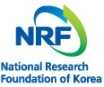 NRF
National Research
Foundation of Korea